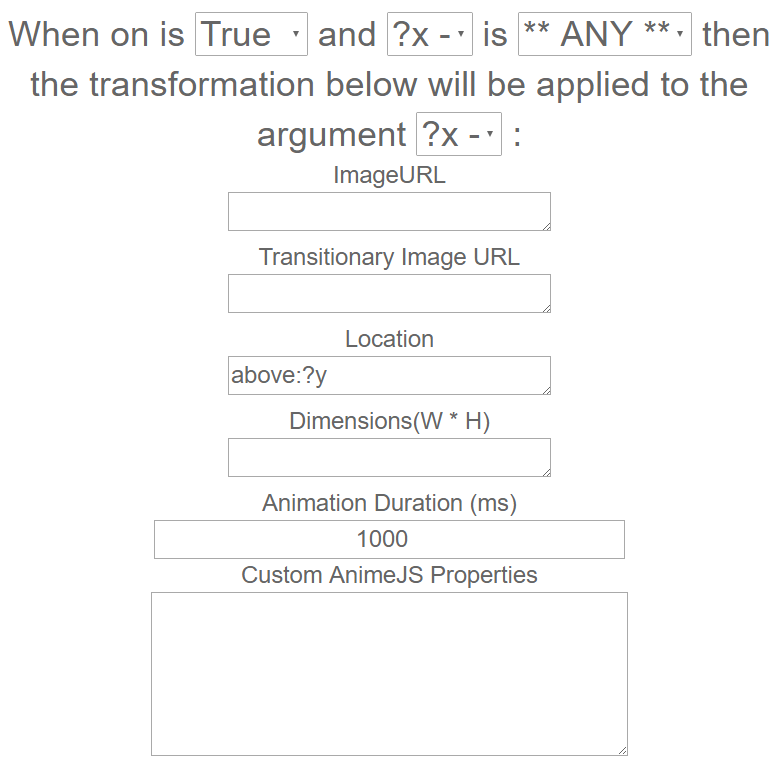 When on is True and ?x - is ** ANY ** then
the transformation below will be applied to the
argument ?x - :
ImageURL
Transitionary Image URL
Location
above:?y
Dimensions(W * H)
Animation Duration (ms)
1000
Custom AnimeJS Properties